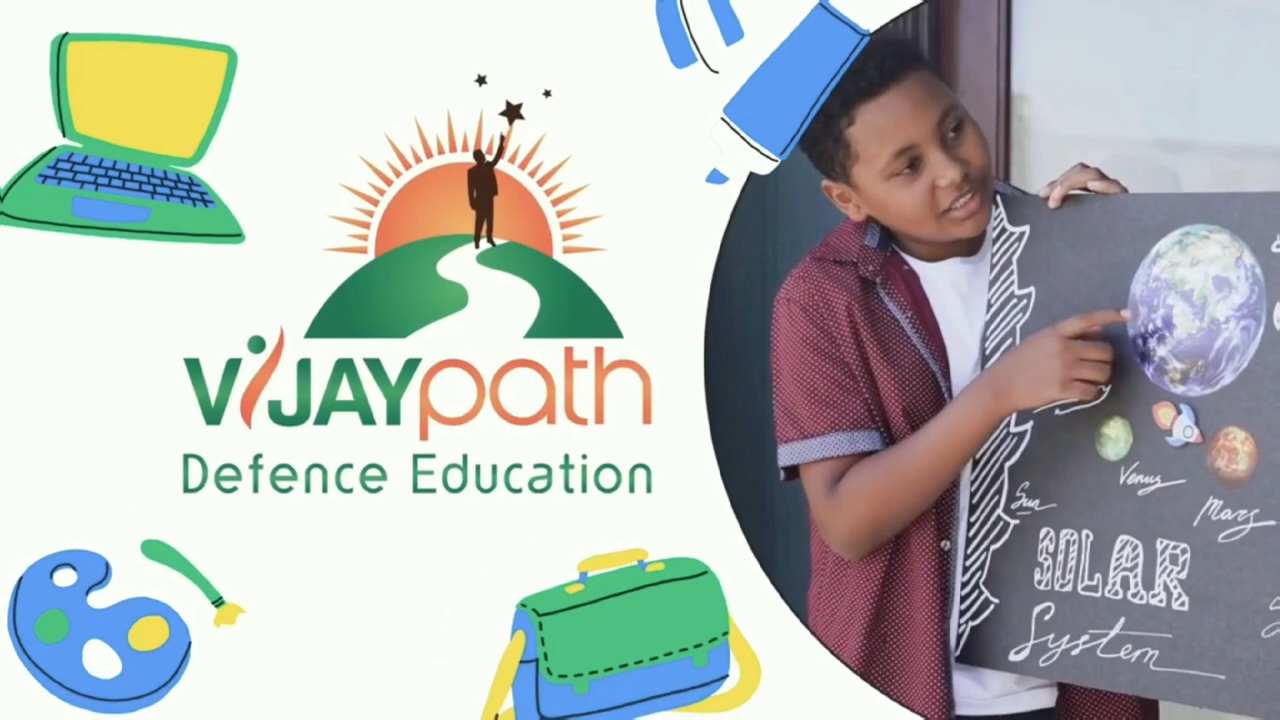 VIJAYpath
Defence Education
Sun
Venus
Mars
SOLAR
System